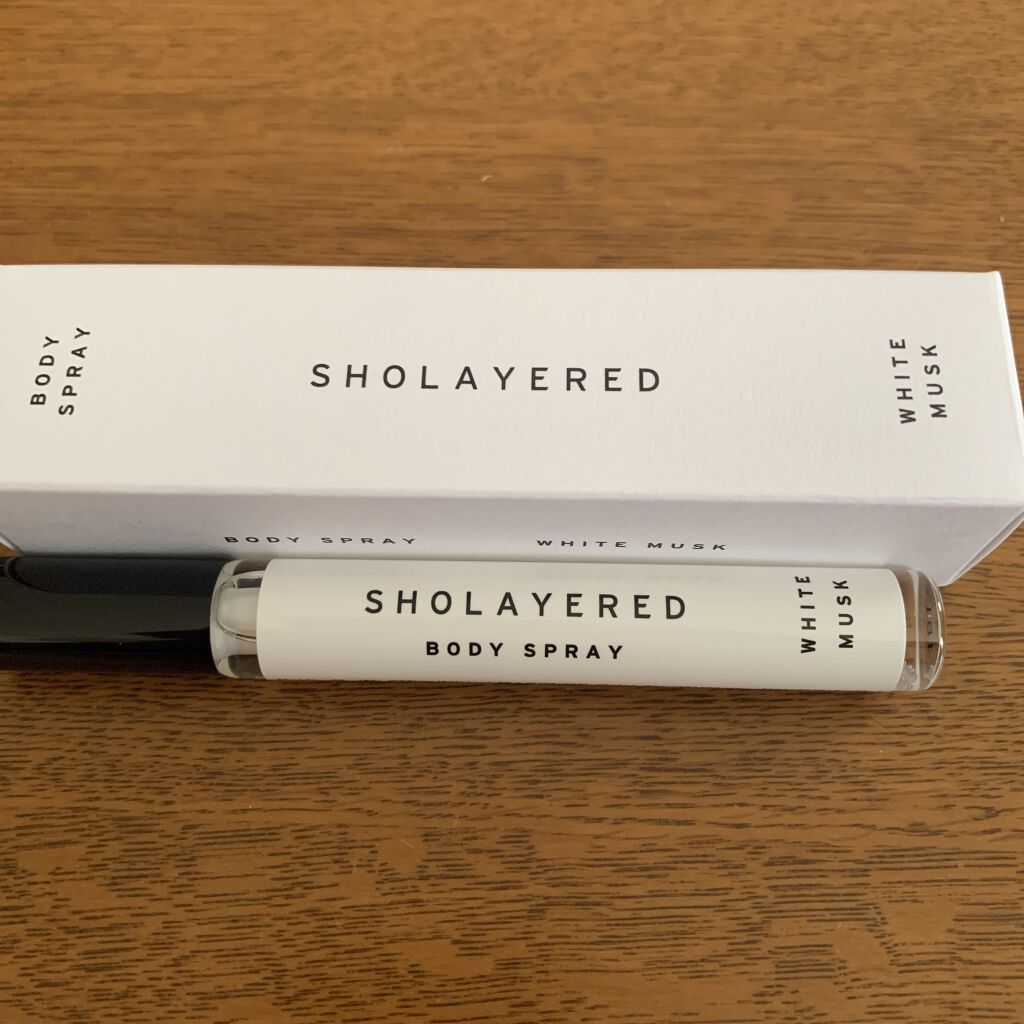 BODY
SPRAY
SHOLAYERED
WHITE
MUSK
BODY SPRAY
WHITE MUSK
SHOLAYERED
BODY SPRAY
WHITE
MUSK